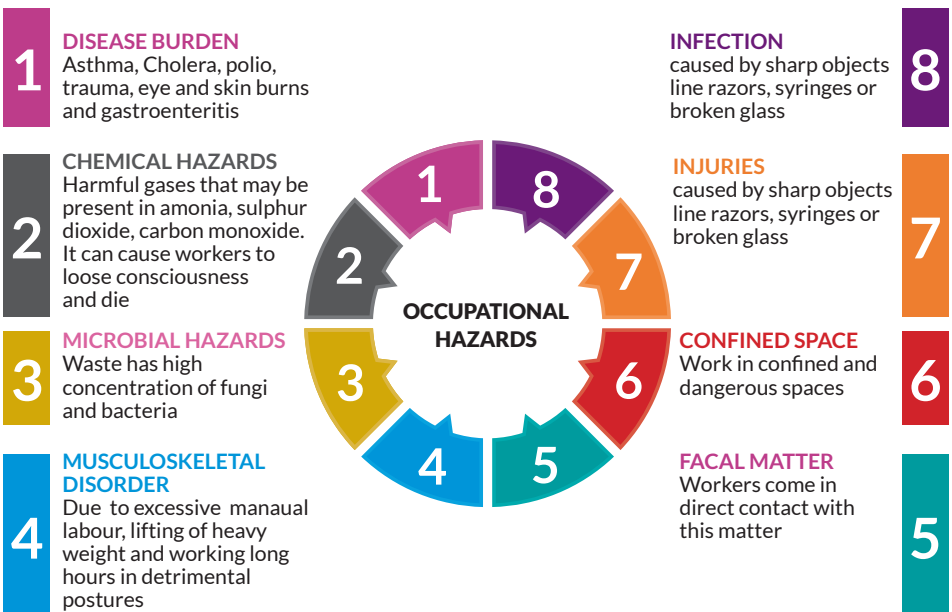 1
DISEASE BURDEN
Asthma, Cholera, polio,
trauma, eye and skin burns
and gastroenteritis
2
CHEMICAL HAZARDS
Harmful gases that may be
present in amonia, sulphur
dioxide, carbon monoxide.
It can cause workers to
loose consciousness
and die
3
MICROBIAL HAZARDS
Waste has high
concentration of fungi
and bacteria
4
MUSCULOSKELETAL
DISORDER
Due to excessive manaual
labour, lifting of heavy
weight and working long
hours in detrimental
postures
1
2
3
4
5
6
7
8
OCCUPATIONAL
HAZARDS
INFECTION
caused by sharp objects
line razors, syringes or
broken glass
8
INJURIES
caused by sharp objects
line razors, syringes or
broken glass
7
CONFINED SPACE
Work in confined and
dangerous spaces
6
FACAL MATTER
Workers come in
direct contact with
this matter
5